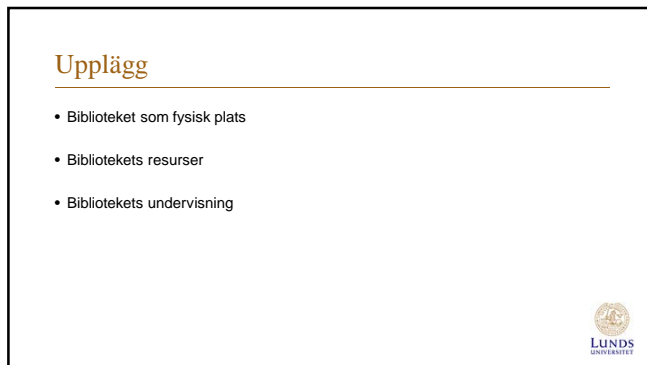 Upplägg
• Biblioteket som fysisk plats
• Bibliotekets resurser
• Bibliotekets undervisning
LUNDS
UNIVERSITET